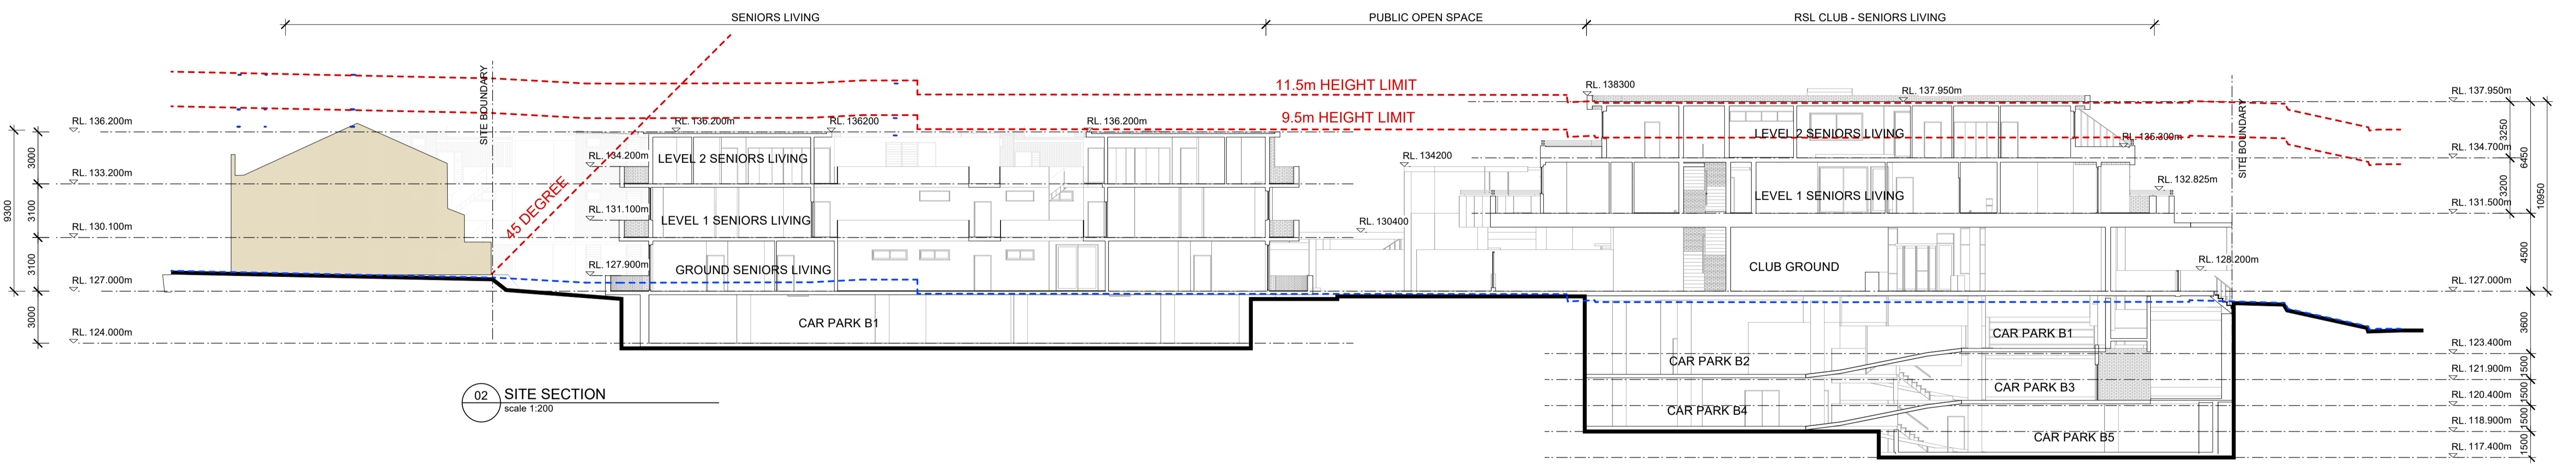 SENIORS LIVING
PUBLIC OPEN SPACE
RSL CLUB - SENIORS LIVING
SITE BOUNDARY
11.5m HEIGHT LIMIT
9.5m HEIGHT LIMIT
45 DEGREE
RL. 136.200m
RL. 133.200m
RL. 130.100m
RL. 127.000m
RL. 124.000m
9300
3000
3100
3100
3000
RL. 136.200m
RL. 136200
RL. 136.200m
RL. 134.200m
RL. 131.100m
RL. 127.900m
LEVEL 2 SENIORS LIVING
LEVEL 1 SENIORS LIVING
GROUND SENIORS LIVING
CAR PARK B1
RL. 134200
RL. 130400
RL. 138300
RL. 137.950m
RL. 135.300m
RL. 132.825m
RL. 128.200m
LEVEL 2 SENIORS LIVING
LEVEL 1 SENIORS LIVING
CLUB GROUND
CAR PARK B1
CAR PARK B2
CAR PARK B3
CAR PARK B4
CAR PARK B5
SITE BOUNDARY
RL. 137.950m
RL. 134.700m
RL. 131.500m
RL. 127.000m
RL. 123.400m
RL. 121.900m
RL. 120.400m
RL. 118.900m
RL. 117.400m
3250
6450
3200
10950
4500
3600
1500
1500
1500
1500
02
SITE SECTION
scale 1:200